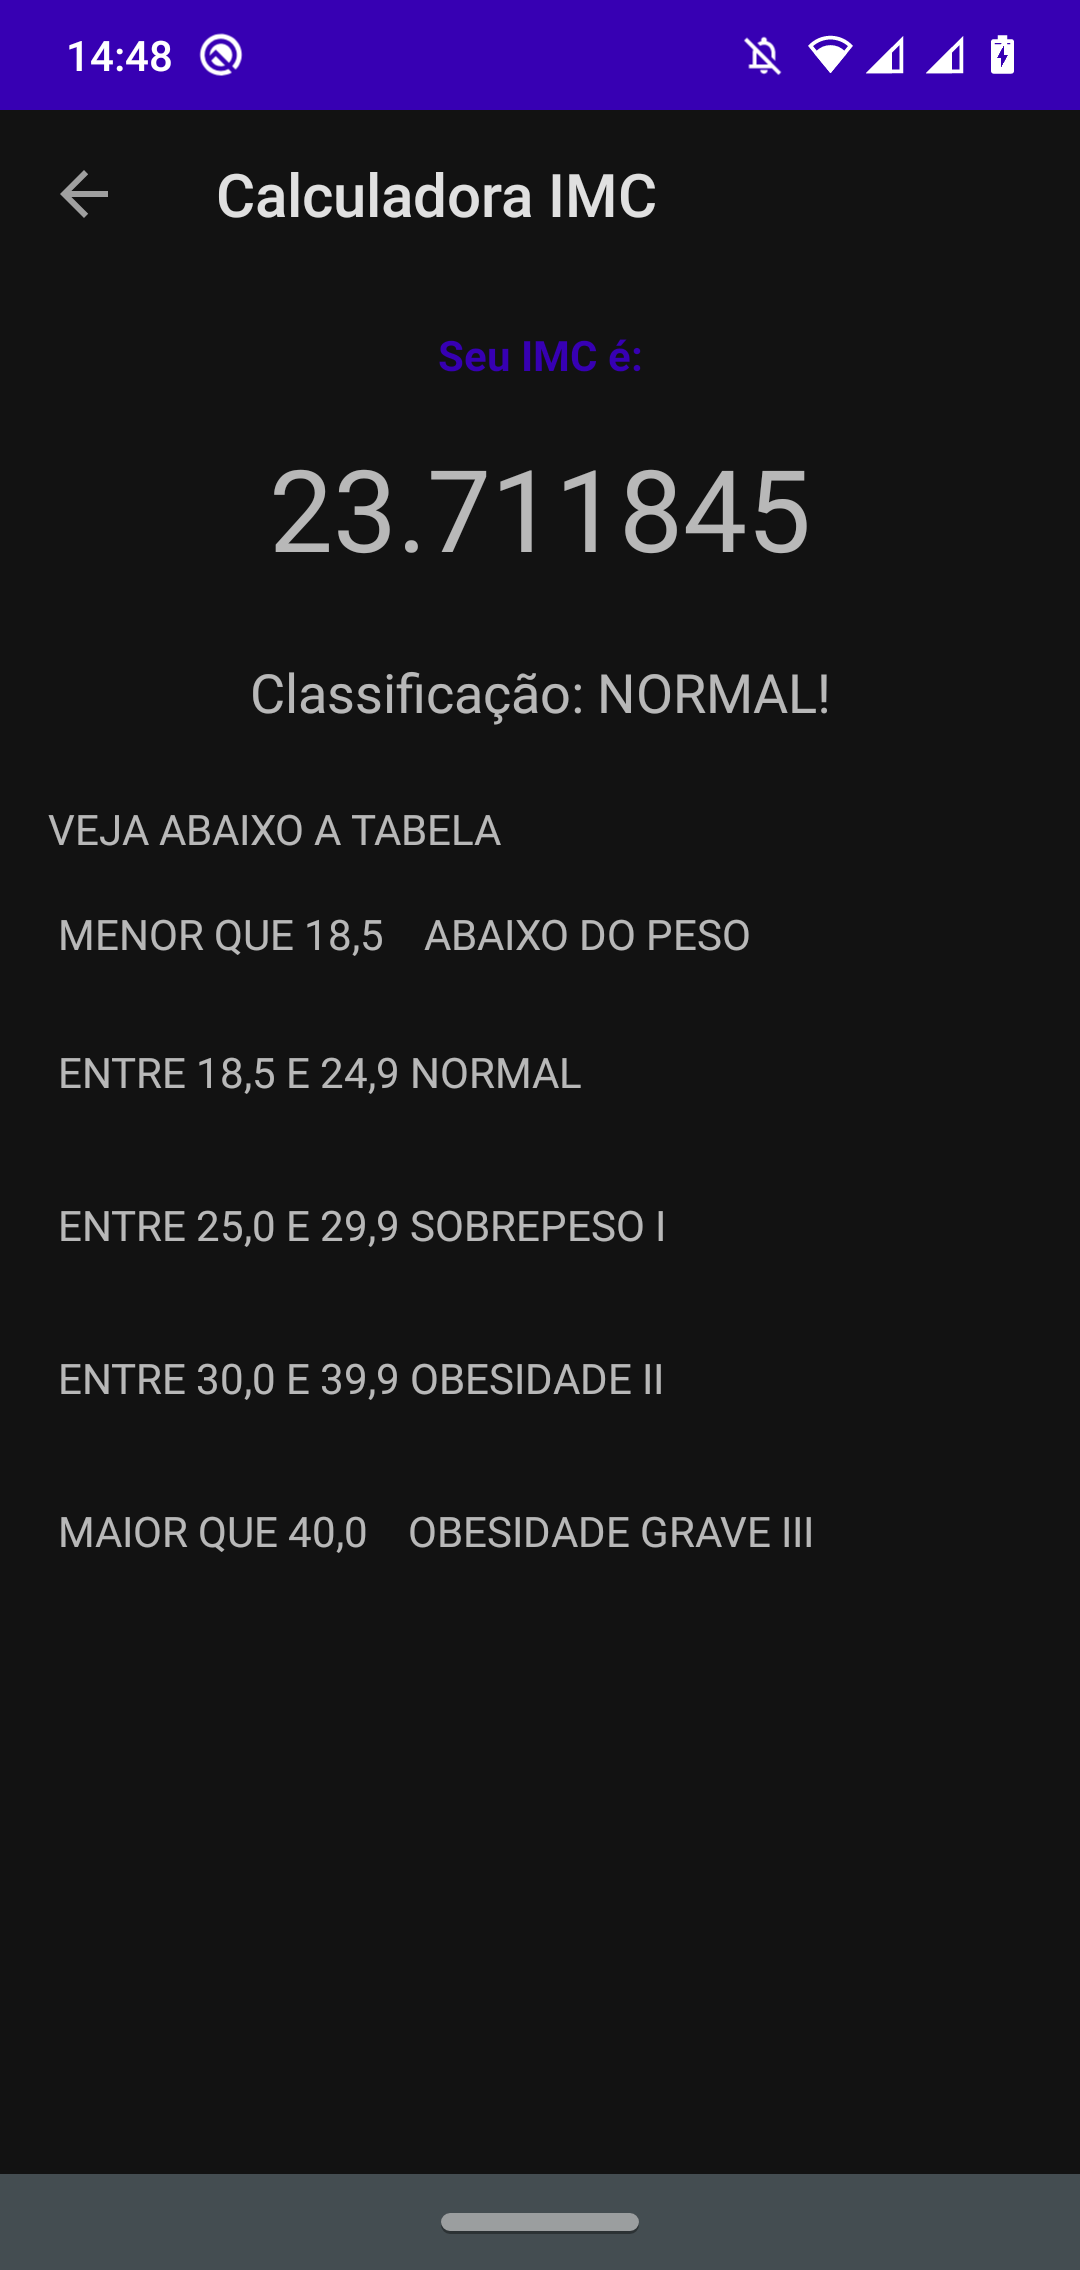 14:48
Calculadora IMC
Seu IMC é:
23.711845
Classificação: NORMAL!
VEJA ABAIXO A TABELA
MENOR QUE 18,5 ABAIXO DO PESO
ENTRE 18,5 E 24,9 NORMAL
ENTRE 25,0 E 29,9 SOBREPESO I
ENTRE 30,0 E 39,9 OBESIDADE II
MAIOR QUE 40,0 OBESIDADE GRAVE III